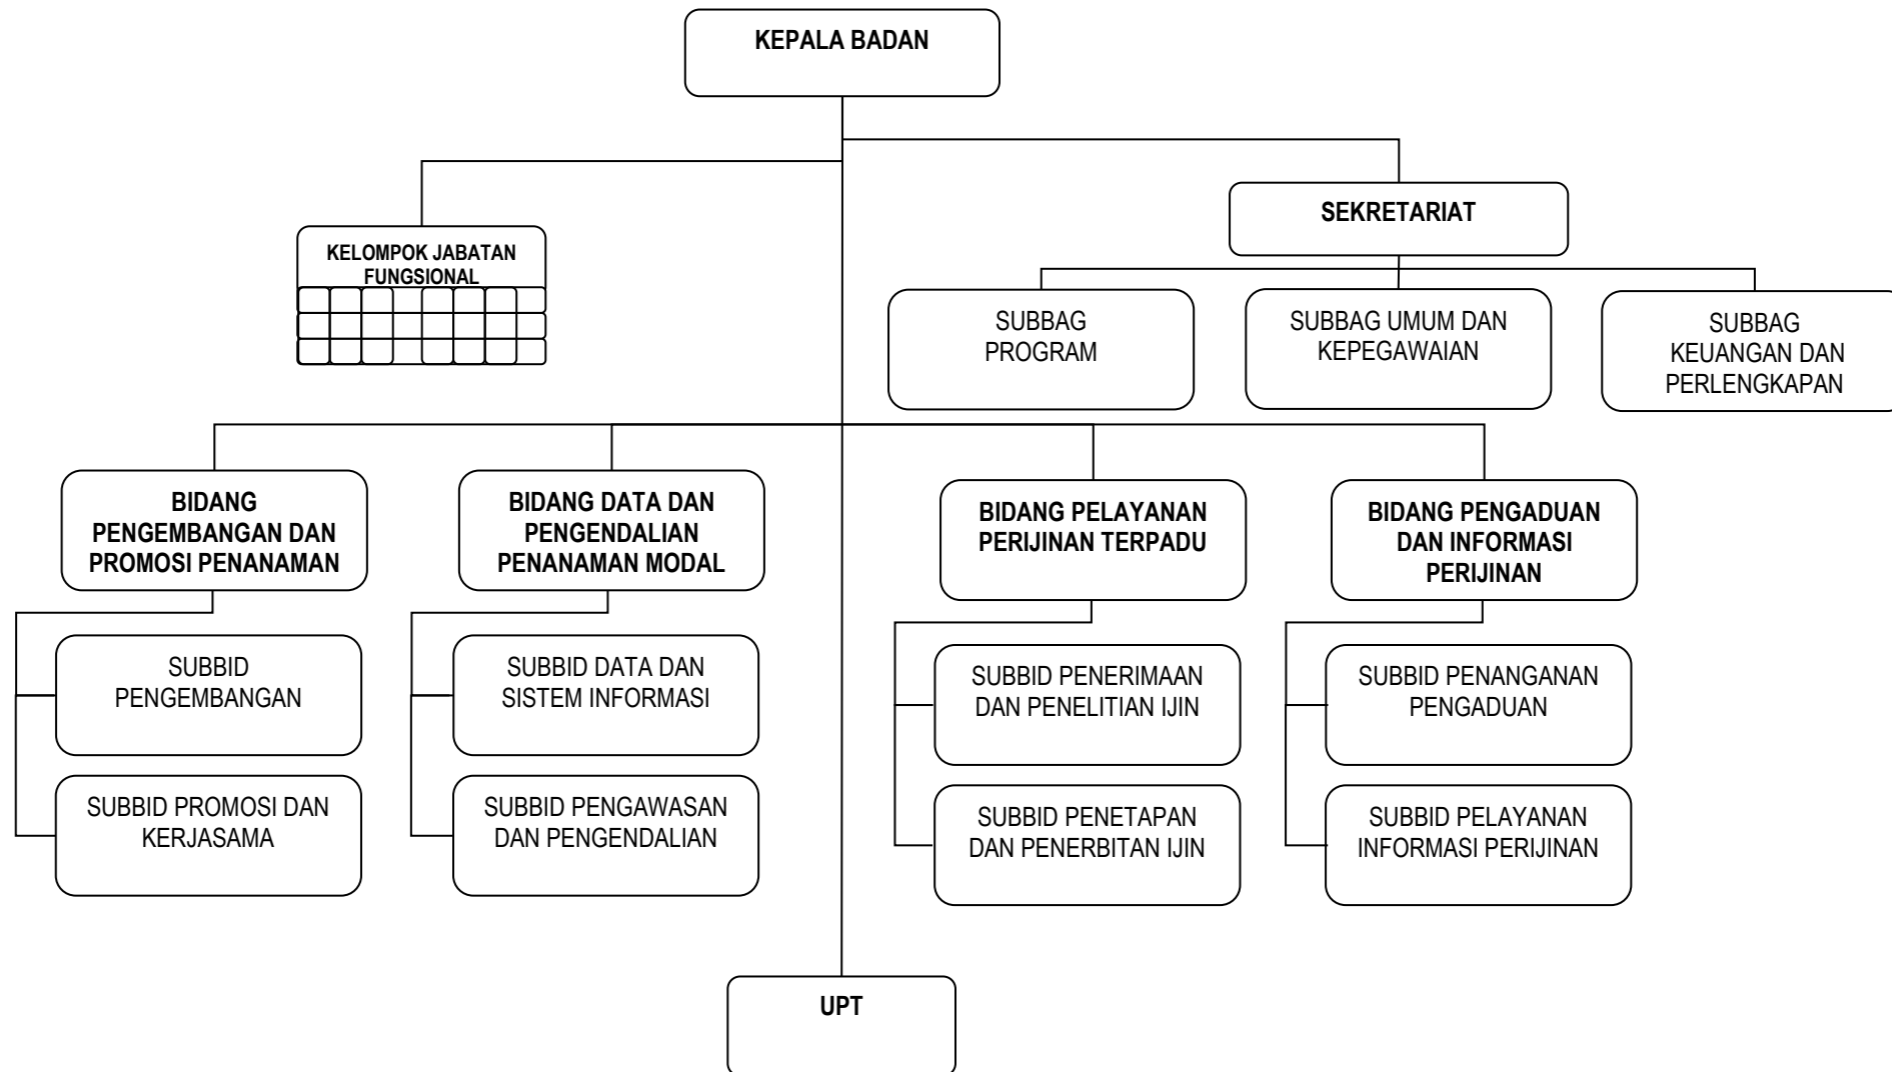 KEPALA BADAN
SEKRETARIAT
KELOMPOK JABATAN
FUNGSIONAL
SUBBAG
PROGRAM
SUBBAG UMUM DAN
KEPEGAWAIAN
SUBBAG
KEUANGAN DAN
PERLENGKAPAN
BIDANG
PENGEMBANGAN DAN
PROMOSI PENANAMAN
BIDANG DATA DAN
PENGENDALIAN
PENANAMAN MODAL
BIDANG PELAYANAN
PERIJINAN TERPADU
BIDANG PENGADUAN
DAN INFORMASI
PERIJINAN
SUBBID
PENGEMBANGAN
SUBBID DATA DAN
SISTEM INFORMASI
SUBBID PENERIMAAN
DAN PENELITIAN IJIN
SUBBID PENANGANAN
PENGADUAN
SUBBID PROMOSI DAN
KERJASAMA
SUBBID PENGAWASAN
DAN PENGENDALIAN
SUBBID PENETAPAN
DAN PENERBITAN IJIN
SUBBID PELAYANAN
INFORMASI PERIJINAN
UPT